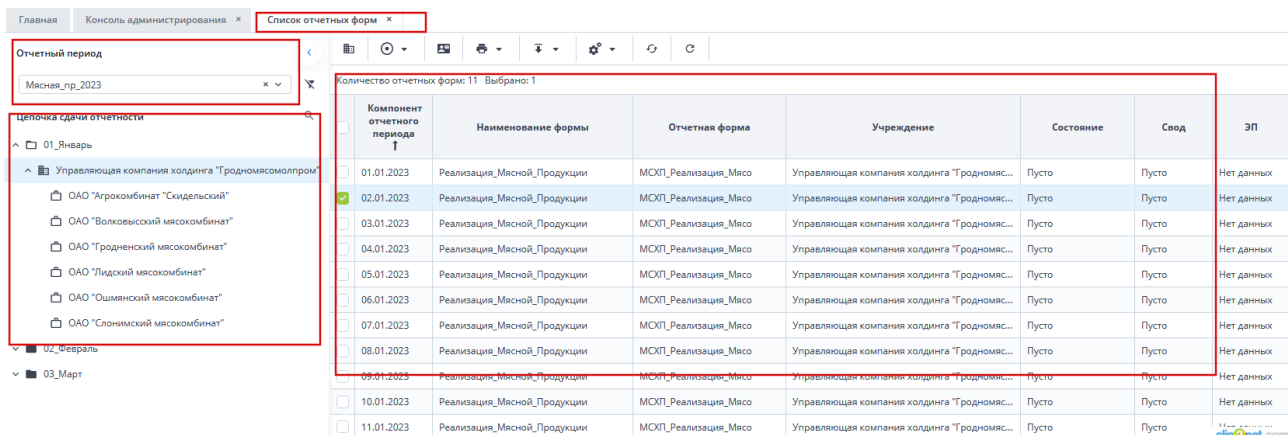 Главная Консоль администрирования × Список отчетных форм ×
Отчетный период
Мясная_пр_2023
Цепочка сдачи отчетности
01_Январь
Управляющая компания холдинга "Гродномясомолпром"
ОАО "Агрокомбинат "Скидельский"
ОАО "Волковысский мясокомбинат"
ОАО "Гродненский мясокомбинат"
ОАО "Лидский мясокомбинат"
ОАО "Ошмянский мясокомбинат"
ОАО "Слонимский мясокомбинат"
02_Февраль
03_Март
Количество отчетных форм: 11 Выбрано: 1
Компонент отчетного периода ↑ Наименование формы Отчетная форма Учреждение Состояние Свод ЭП
01.01.2023 Реализация_Мясной_Продукции МСХП_Реализация_Мясо Управляющая компания холдинга "Гродномяс... Пусто Пусто Нет данных
02.01.2023 Реализация_Мясной_Продукции МСХП_Реализация_Мясо Управляющая компания холдинга "Гродномяс... Пусто Пусто Нет данных
03.01.2023 Реализация_Мясной_Продукции МСХП_Реализация_Мясо Управляющая компания холдинга "Гродномяс... Пусто Пусто Нет данных
04.01.2023 Реализация_Мясной_Продукции МСХП_Реализация_Мясо Управляющая компания холдинга "Гродномяс... Пусто Пусто Нет данных
05.01.2023 Реализация_Мясной_Продукции МСХП_Реализация_Мясо Управляющая компания холдинга "Гродномяс... Пусто Пусто Нет данных
06.01.2023 Реализация_Мясной_Продукции МСХП_Реализация_Мясо Управляющая компания холдинга "Гродномяс... Пусто Пусто Нет данных
07.01.2023 Реализация_Мясной_Продукции МСХП_Реализация_Мясо Управляющая компания холдинга "Гродномяс... Пусто Пусто Нет данных
08.01.2023 Реализация_Мясной_Продукции МСХП_Реализация_Мясо Управляющая компания холдинга "Гродномяс... Пусто Пусто Нет данных
09.01.2023 Реализация_Мясной_Продукции МСХП_Реализация_Мясо Управляющая компания холдинга "Гродномяс... Пусто Пусто Нет данных
10.01.2023 Реализация_Мясной_Продукции МСХП_Реализация_Мясо Управляющая компания холдинга "Гродномяс... Пусто Пусто Нет данных
11.01.2023 Реализация_Мясной_Продукции МСХП_Реализация_Мясо Управляющая компания холдинга "Гродномяс... Пусто Пусто